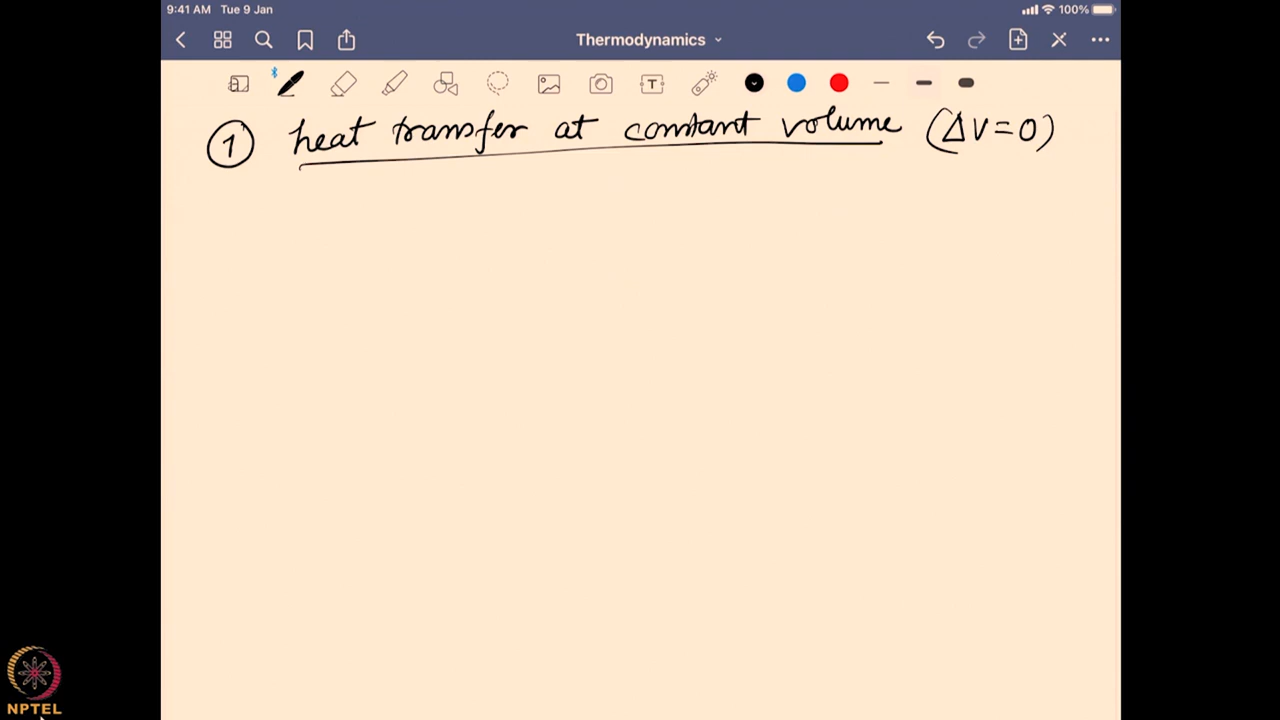 9:41 AM Tue 9 Jan 100%
Thermodynamics
T
1 heat transfer at constant volume (ΔV=0)
NPTEL